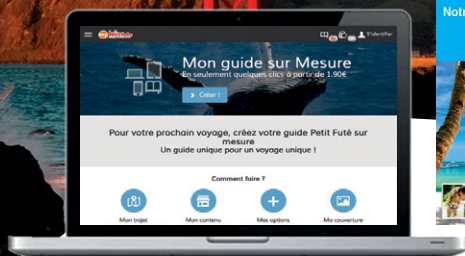 S'identifier
Mon guide sur Mesure
En seulement quelques clics à partir de 1.90€
Créer !
Pour votre prochain voyage, créez votre guide Petit Futé sur
mesure
Un guide unique pour un voyage unique !
Comment faire ?
Mon trajet
Mon contenu
Mes options
Ma couverture
Notr